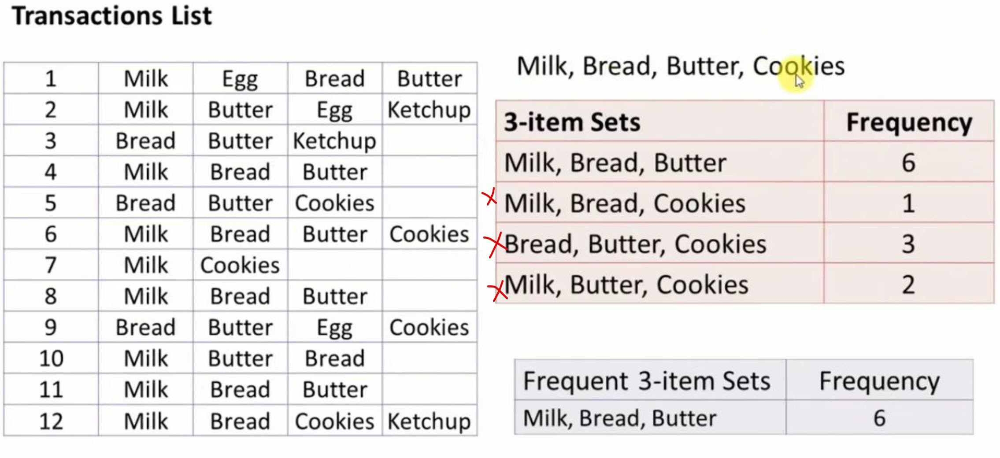 Transactions List
1 Milk Egg Bread Butter
2 Milk Butter Egg Ketchup
3 Bread Butter Ketchup
4 Milk Bread Butter
5 Bread Butter Cookies
6 Milk Bread Butter Cookies
7 Milk Cookies
8 Milk Bread Butter
9 Bread Butter Egg Cookies
10 Milk Butter Bread
11 Milk Bread Butter
12 Milk Bread Cookies Ketchup
Milk, Bread, Butter, Cookies
3-item Sets Frequency
Milk, Bread, Butter 6
Milk, Bread, Cookies 1
Bread, Butter, Cookies 3
Milk, Butter, Cookies 2
Frequent 3-item Sets Frequency
Milk, Bread, Butter 6